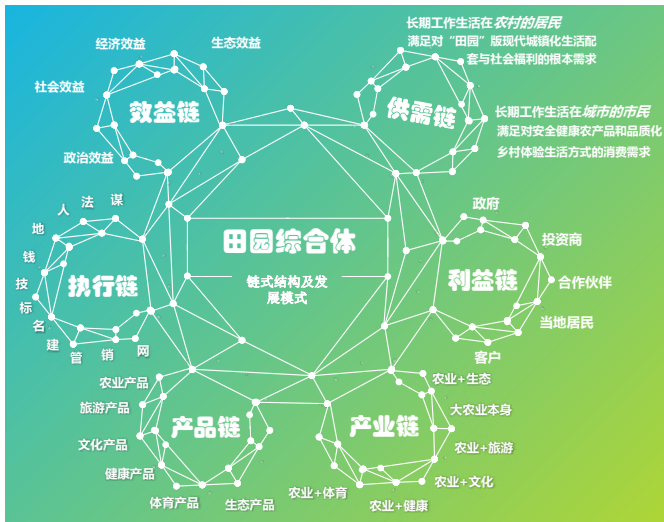 经济效益
生态效益
社会效益
效益链
政治效益
长期工作生活在农村的居民
满足对“田园”版现代城镇化生活配
套与社会福利的根本需求
供需链
长期工作生活在城市的市民
满足对安全健康农产品和品质化
乡村体验生活方式的消费需求
谋
法
人
地
钱
技
标
名
建
管
销
网
执行链
田园综合体
链式结构及发
展模式
政府
投资商
合作伙伴
当地居民
客户
利益链
农业产品
旅游产品
文化产品
健康产品
体育产品
生态产品
产品链
产业链
农业+生态
大农业本身
农业+旅游
农业+文化
农业+健康
农业+体育